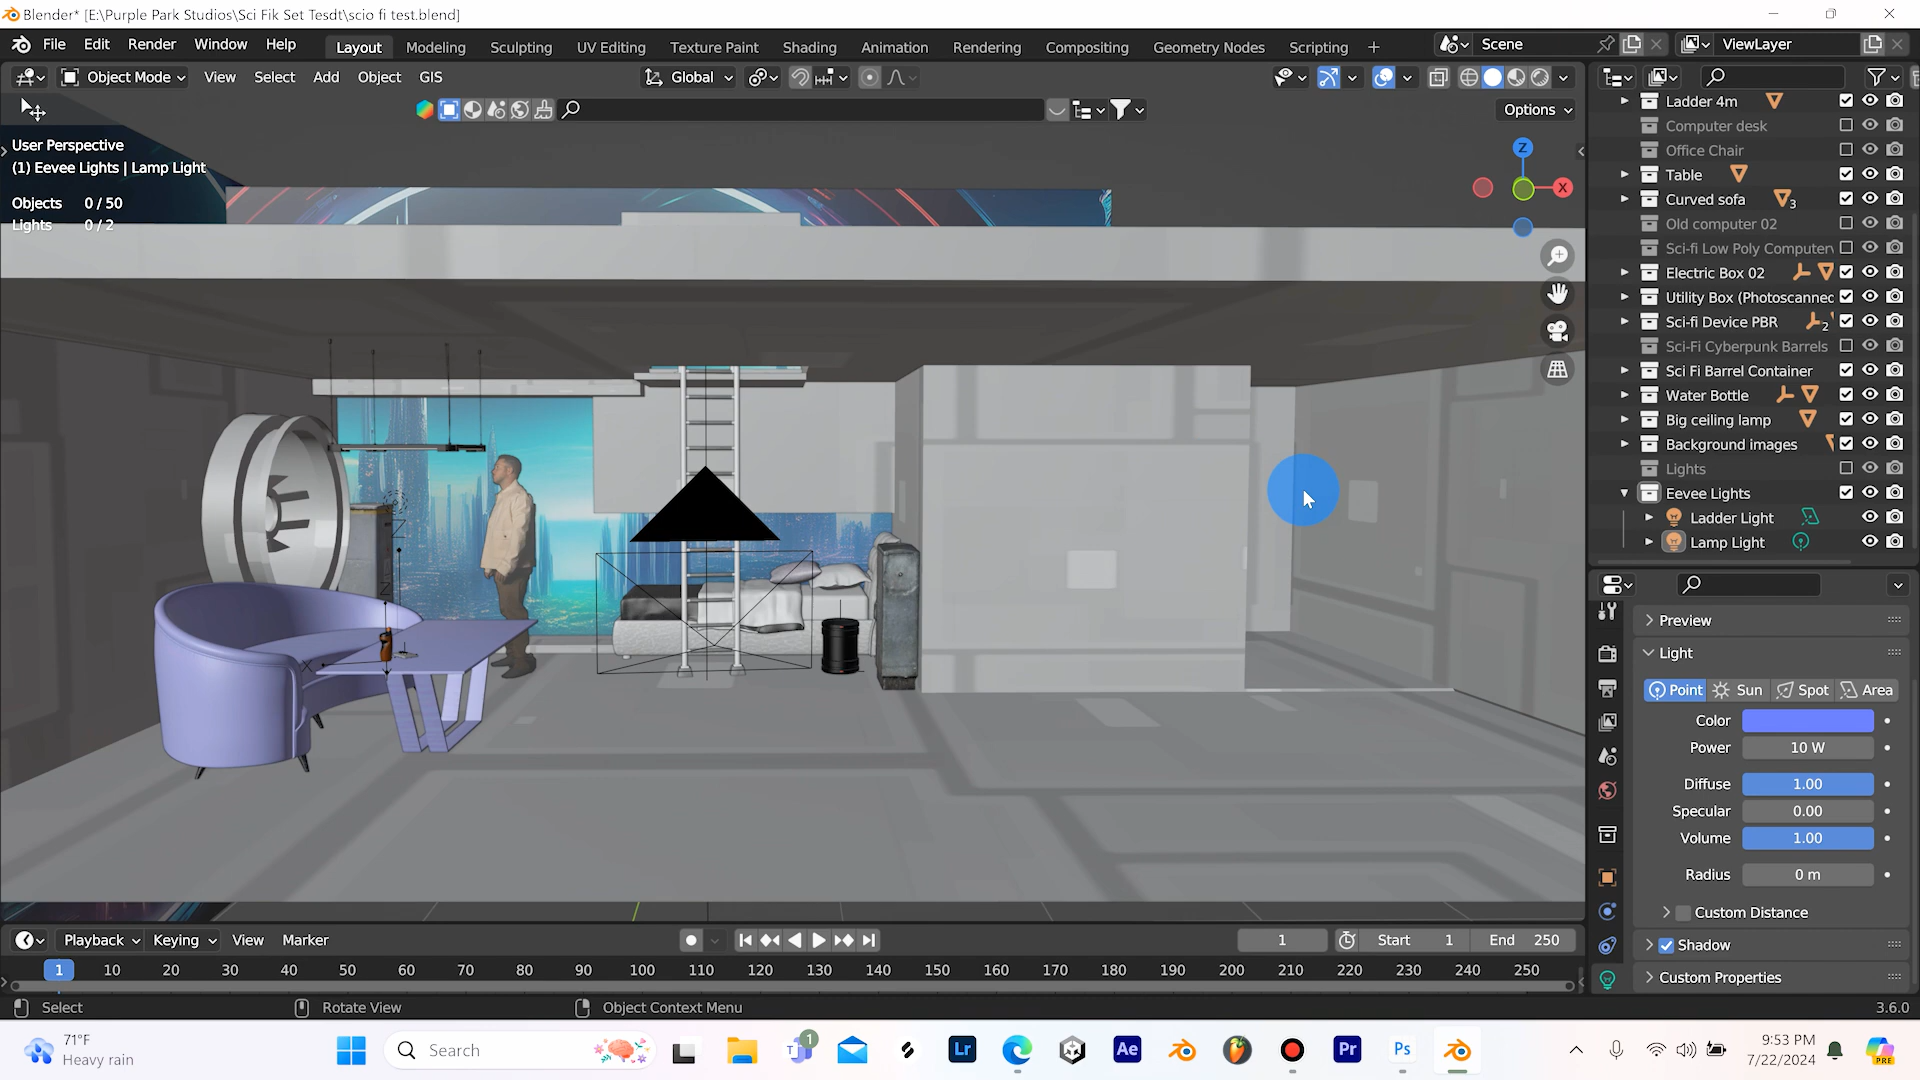 Blender* [E:\Purple Park Studios\Sci Fik Set Tesdt\scio fi test.blend]
File Edit Render Window Help Layout Modeling Sculpting UV Editing Texture Paint Shading Animation Rendering Compositing Geometry Nodes Scripting + Scene ViewLayer
Object Mode View Select Add Object GIS Global
Options
User Perspective
(1) Eevee Lights | Lamp Light
Objects 0 / 50
Lights 0 / 2
Z
X
Ladder 4m
Computer desk
Office Chair
Table
Curved sofa 3
Old computer 02
Sci-fi Low Poly Computer
Electric Box 02
Utility Box (Photoscanned
Sci-fi Device PBR 2
Sci-Fi Cyberpunk Barrels
Sci Fi Barrel Container
Water Bottle
Big ceiling lamp
Background images
Lights
Eevee Lights
Ladder Light
Lamp Light
Preview
Light
Point Sun Spot Area
Color
Power 10 W
Diffuse 1.00
Specular 0.00
Volume 1.00
Radius 0 m
Custom Distance
Shadow
Custom Properties
Playback Keying View Marker 1 Start 1 End 250
1 10 20 30 40 50 60 70 80 90 100 110 120 130 140 150 160 170 180 190 200 210 220 230 240 250
Select Rotate View Object Context Menu 3.6.0
71°F
Heavy rain
Search
1
Lr
Ae
Pr
Ps
9:53 PM
7/22/2024
PRE